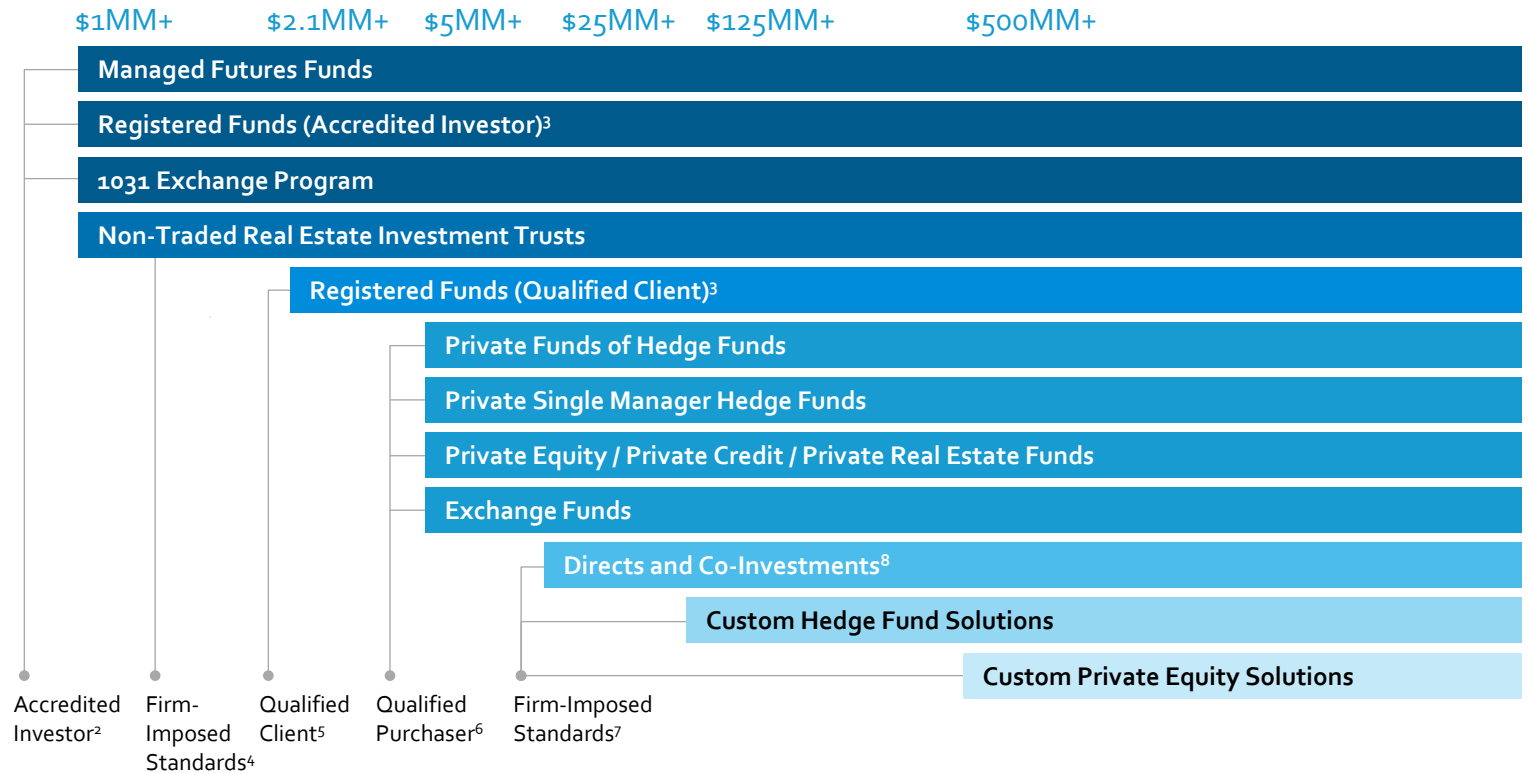 $1MM+ $2.1MM+ $5MM+ $25MM+ $125MM+ $500MM+
Managed Futures Funds
Registered Funds (Accredited Investor)³
1031 Exchange Program
Non-Traded Real Estate Investment Trusts
Registered Funds (Qualified Client)³
Private Funds of Hedge Funds
Private Single Manager Hedge Funds
Private Equity / Private Credit / Private Real Estate Funds
Exchange Funds
Directs and Co-Investments⁸
Custom Hedge Fund Solutions
Custom Private Equity Solutions
Accredited
Investor²
Firm-
Imposed
Standards⁴
Qualified
Client⁵
Qualified
Purchaser⁶
Firm-Imposed
Standards⁷